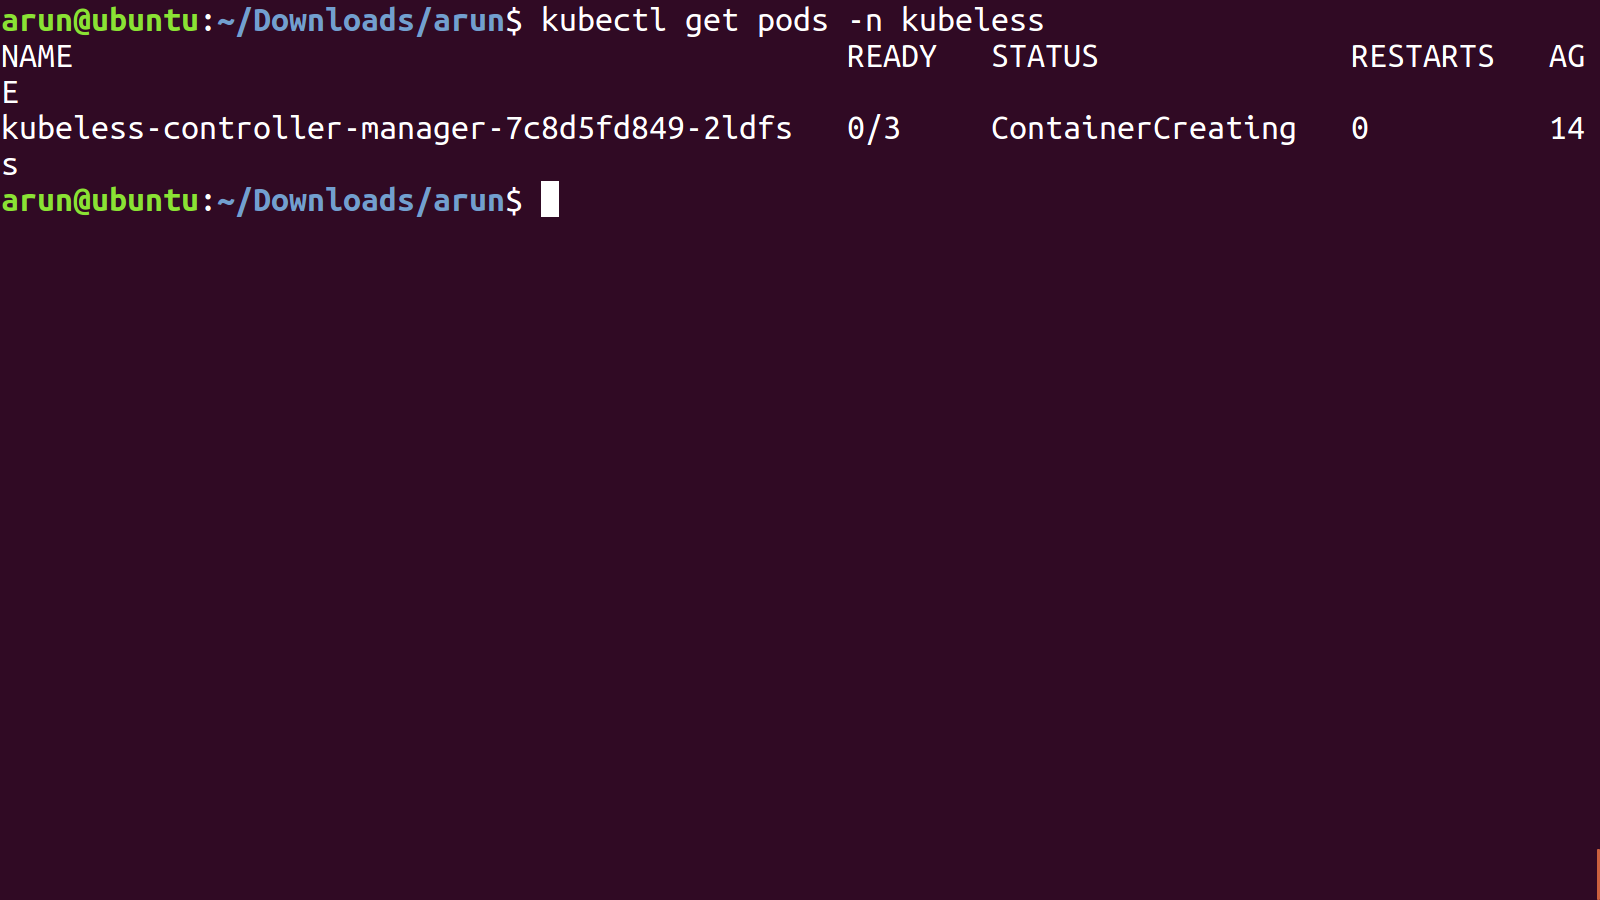 arun@ubuntu:~/Downloads/arun$ kubectl get pods -n kubeless
NAME                                           READY   STATUS              RESTARTS   AG
E
kubeless-controller-manager-7c8d5fd849-2ldfs   0/3     ContainerCreating   0          14
s
arun@ubuntu:~/Downloads/arun$